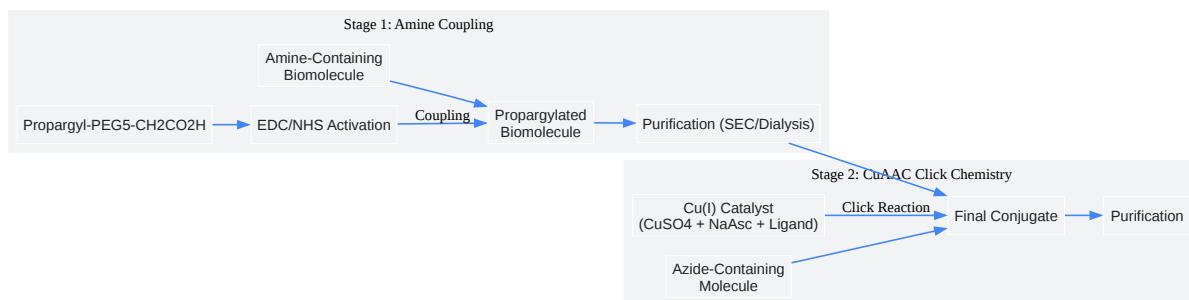 Stage 1: Amine Coupling
Amine-Containing
Biomolecule
Propargyl-PEG5-CH2CO2H
EDC/NHS Activation
Coupling
Propargylated
Biomolecule
Purification (SEC/Dialysis)
Stage 2: CuAAC Click Chemistry
Cu(I) Catalyst
(CuSO4 + NaAsc + Ligand)
Click Reaction
Final Conjugate
Purification
Azide-Containing
Molecule